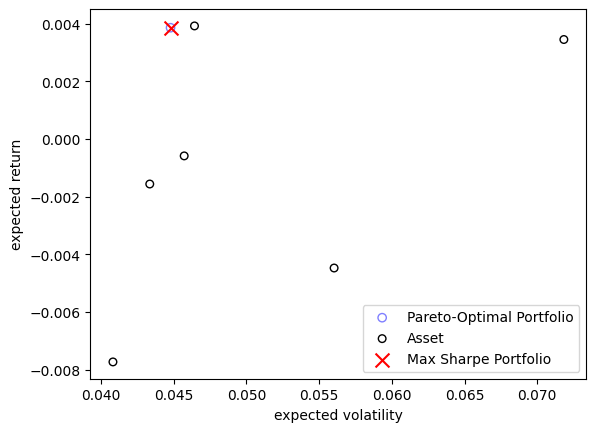 0.004
0.002
0.000
−0.002
−0.004
−0.006
−0.008
expected return
0.040
0.045
0.050
0.055
0.060
0.065
0.070
expected volatility
Pareto-Optimal Portfolio
Asset
Max Sharpe Portfolio